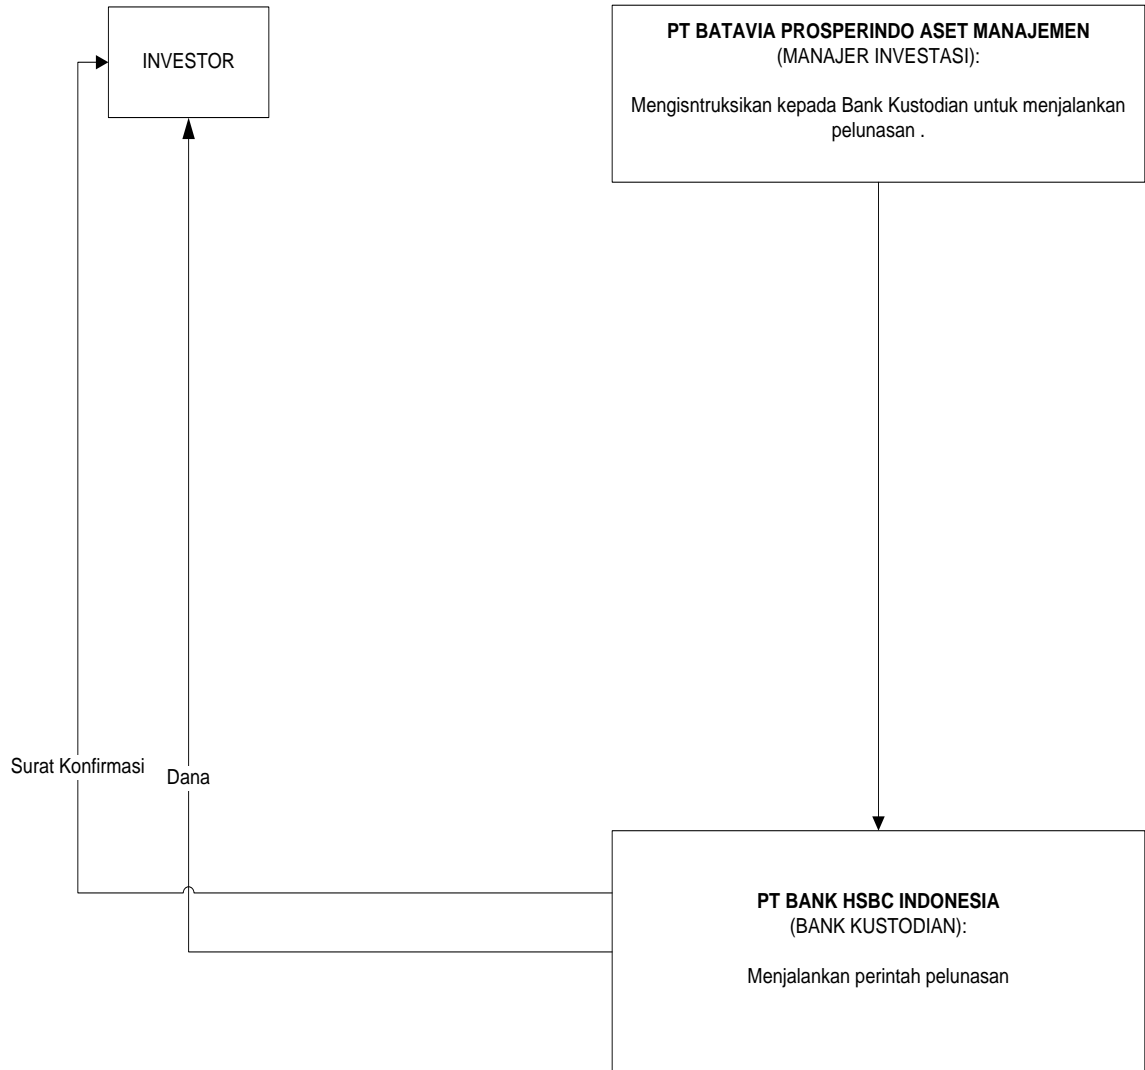 INVESTOR
PT BATAVIA PROSPERINDO ASET MANAJEMEN
(MANAJER INVESTASI):
Mengisntruksikan kepada Bank Kustodian untuk menjalankan
pelunasan .
Surat Konfirmasi
Dana
PT BANK HSBC INDONESIA
(BANK KUSTODIAN):
Menjalankan perintah pelunasan